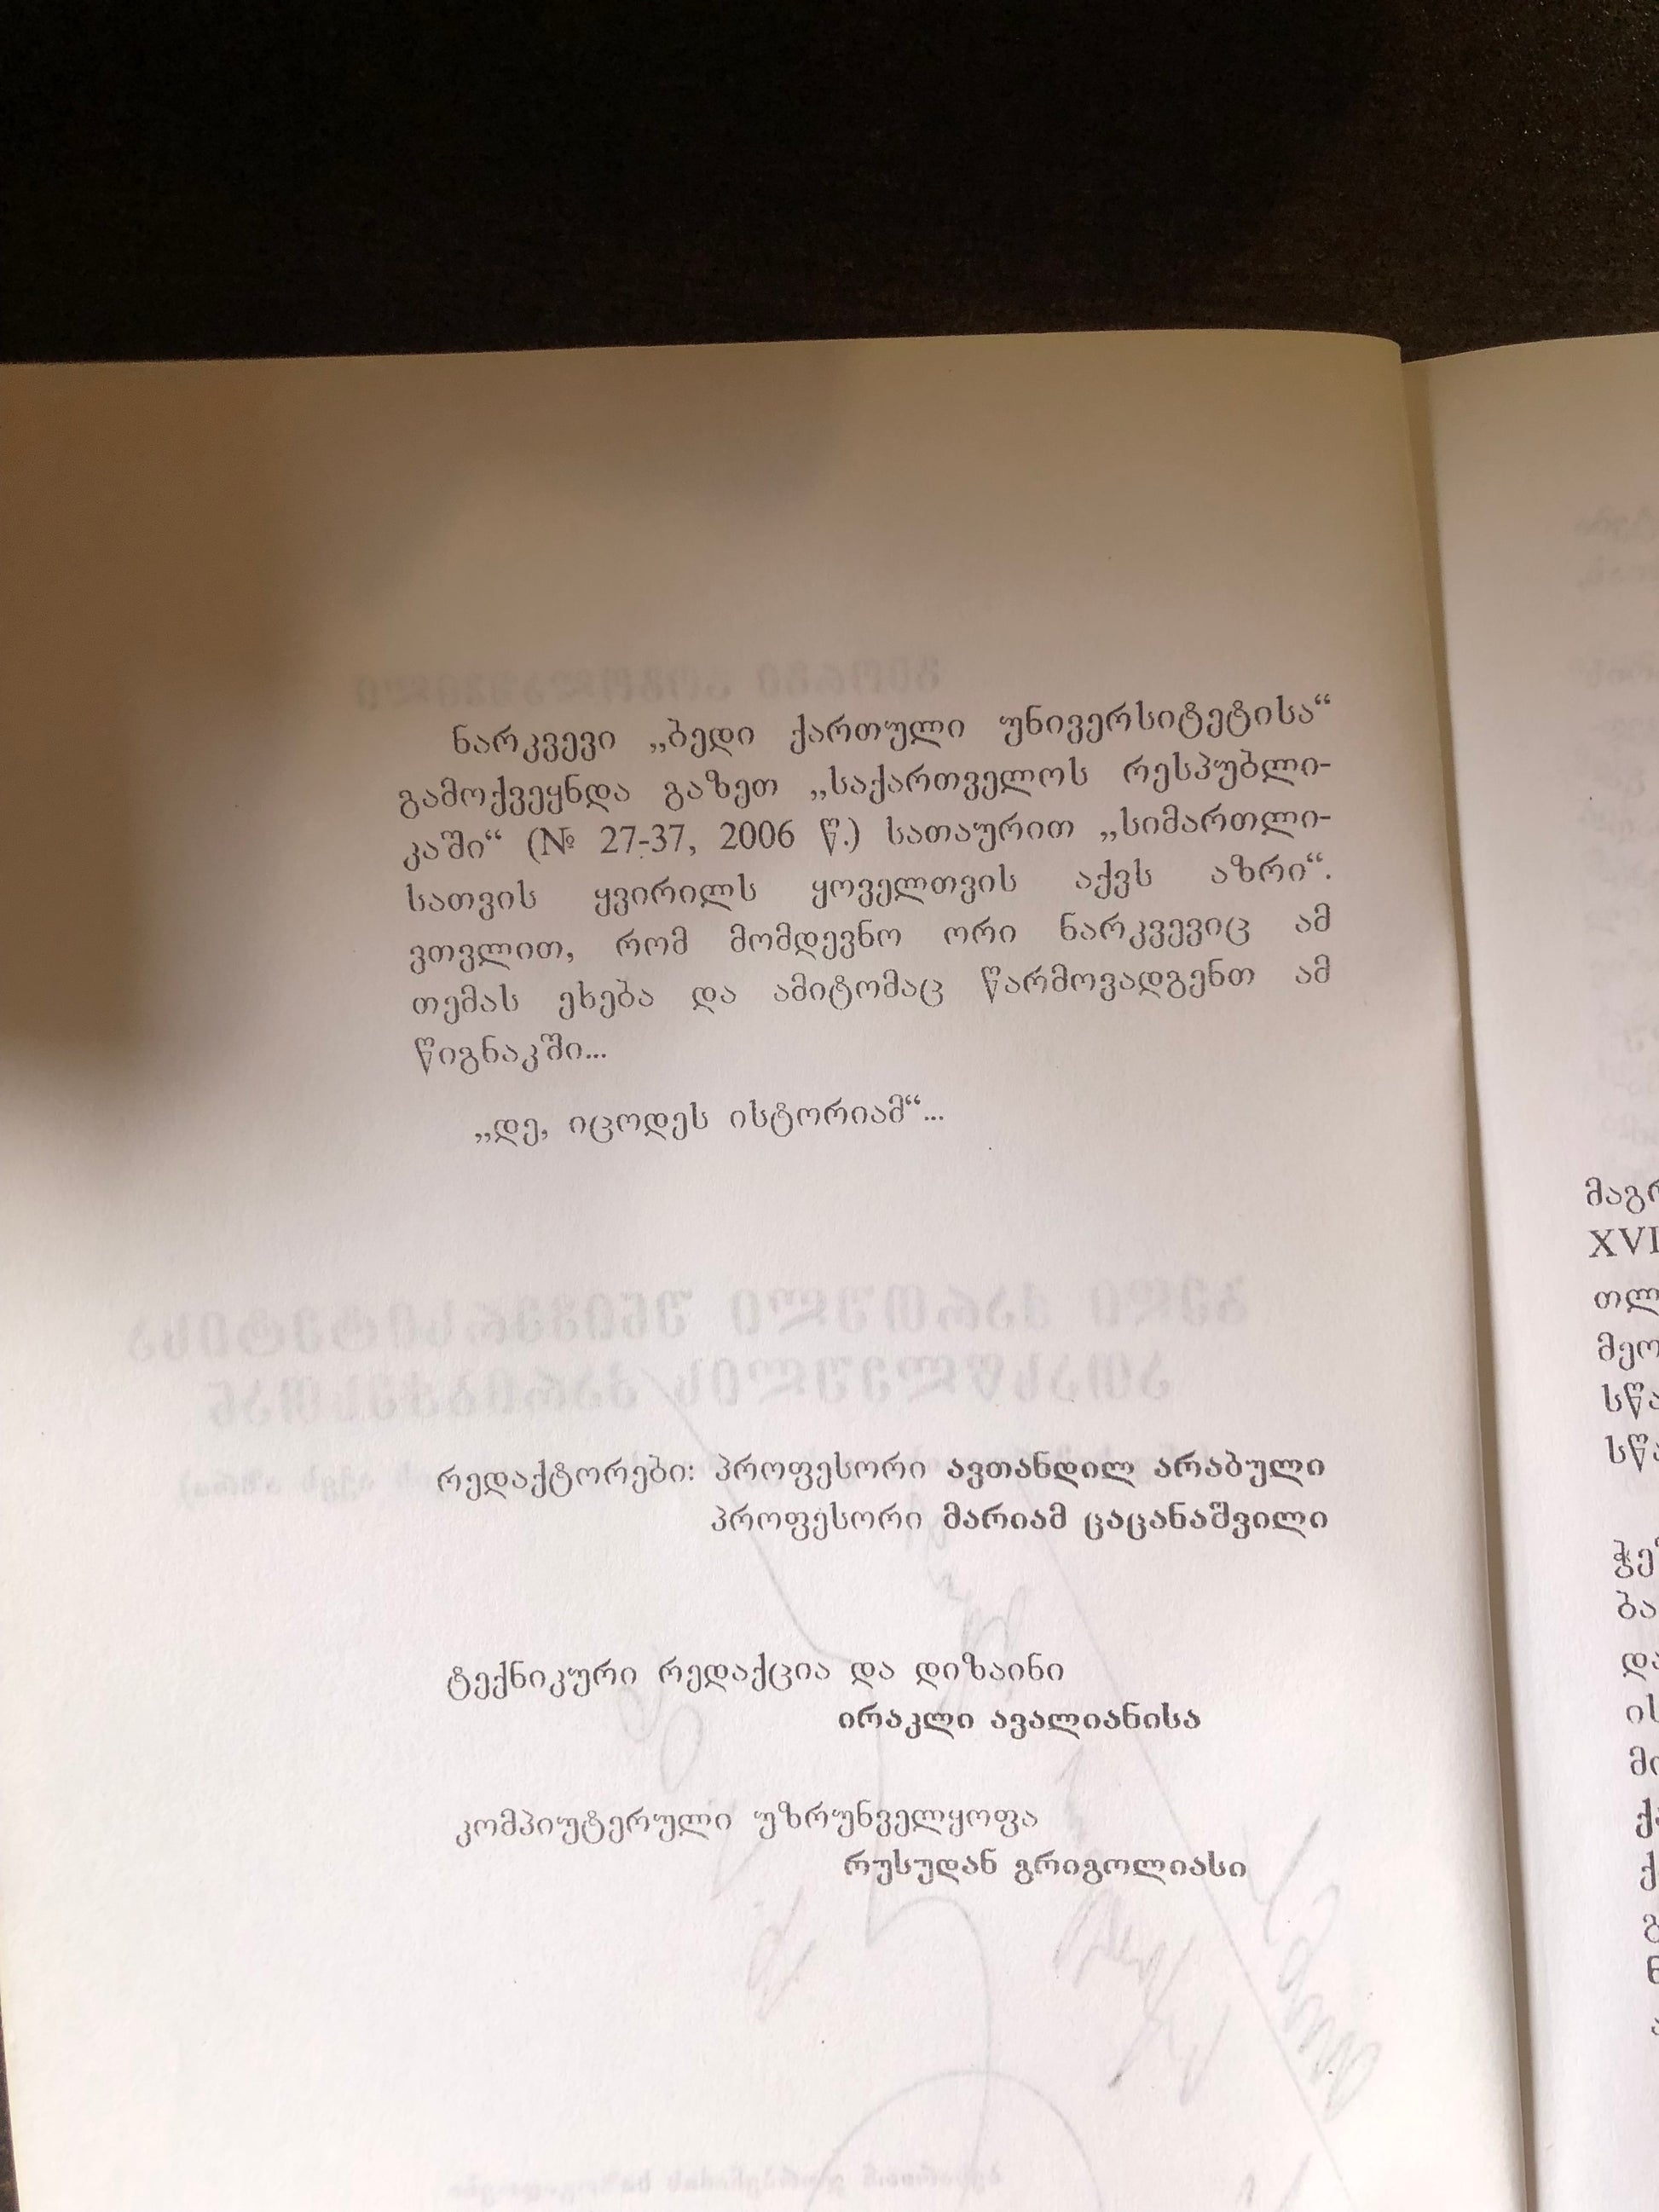 ნარკვევი „ბედი ქართული უნივერსიტეტისა“
გამოქვეყნდა გაზეთ „საქართველოს რესპუბლი-
კაში“ (№ 27-37, 2006 წ.) სათაურით „სიმართლი-
სათვის ყვირილს ყოველთვის აქვს აზრი“.
ვთვლით, რომ მომდევნო ორი ნარკვევიც ამ
თემას ეხება და ამიტომაც წარმოვადგენთ ამ
წიგნაკში...
„დე, იცოდეს ისტორიამ“...
რედაქტორები: პროფესორი ავთანდილ არაბული
პროფესორი მარიამ ცაცანაშვილი
ტექნიკური რედაქცია და დიზაინი
ირაკლი ავალიანისა
კომპიუტერული უზრუნველყოფა
რუსუდან გრიგოლიასი